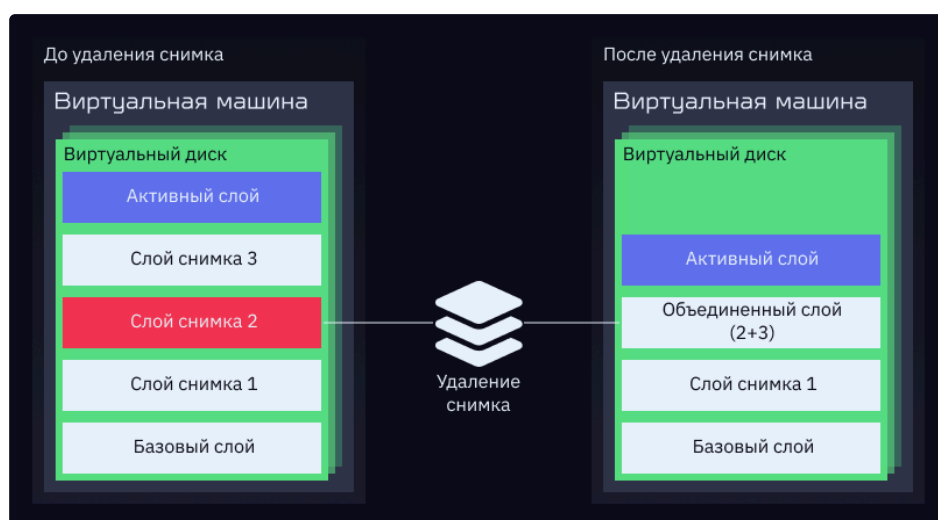 До удаления снимка
Виртуальная машина
Виртуальный диск
Активный слой
Слой снимка 3
Слой снимка 2
Слой снимка 1
Базовый слой
Удаление
снимка
После удаления снимка
Виртуальная машина
Виртуальный диск
Активный слой
Объединенный слой
(2+3)
Слой снимка 1
Базовый слой